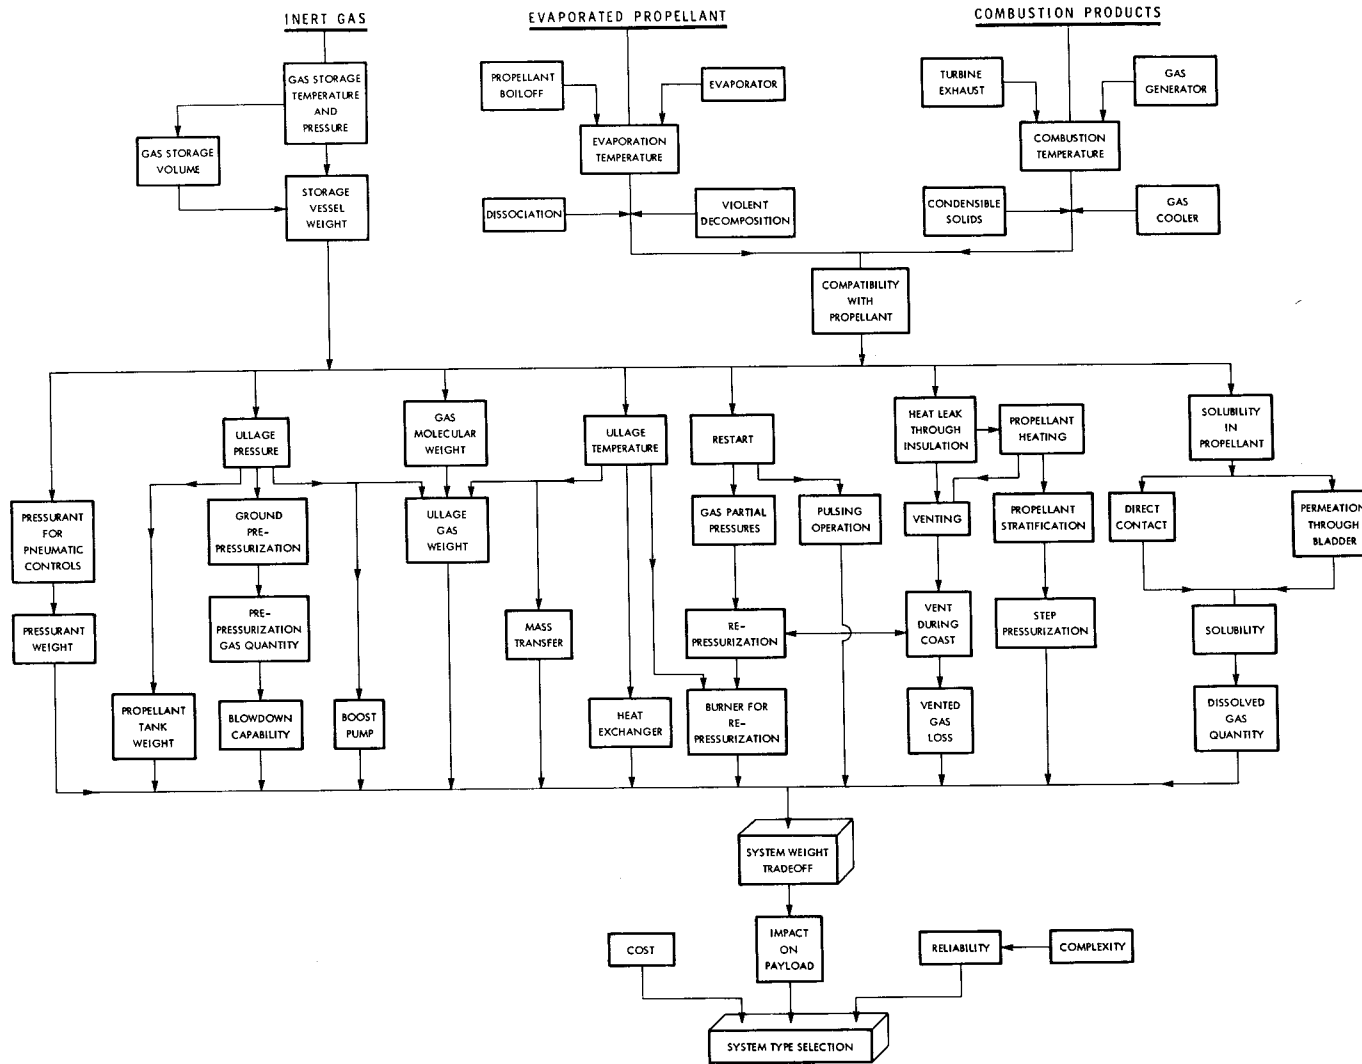 INERT GAS
EVAPORATED PROPELLANT
COMBUSTION PRODUCTS
GAS STORAGE
TEMPERATURE
AND
PRESSURE
GAS STORAGE
VOLUME
STORAGE
VESSEL
WEIGHT
PROPELLANT
BOILOFF
EVAPORATOR
EVAPORATION
TEMPERATURE
DISSOCIATION
VIOLENT
DECOMPOSITION
TURBINE
EXHAUST
GAS
GENERATOR
COMBUSTION
TEMPERATURE
CONDENSIBLE
SOLIDS
GAS
COOLER
COMPATIBILITY
WITH
PROPELLANT
ULLAGE
PRESSURE
GAS
MOLECULAR
WEIGHT
ULLAGE
TEMPERATURE
RESTART
HEAT LEAK
THROUGH
INSULATION
PROPELLANT
HEATING
SOLUBILITY
IN
PROPELLANT
PRESSURANT
FOR
PNEUMATIC
CONTROLS
GROUND
PRE-
PRESSURIZATION
ULLAGE
GAS
WEIGHT
GAS PARTIAL
PRESSURES
PULSING
OPERATION
VENTING
PROPELLANT
STRATIFICATION
DIRECT
CONTACT
PERMEATION
THROUGH
BLADDER
PRESSURANT
WEIGHT
PRE-
PRESSURIZATION
GAS QUANTITY
MASS
TRANSFER
RE-
PRESSURIZATION
VENT
DURING
COAST
STEP
PRESSURIZATION
SOLUBILITY
PROPELLANT
TANK
WEIGHT
BLOWDOWN
CAPABILITY
BOOST
PUMP
HEAT
EXCHANGER
BURNER FOR
RE-
PRESSURIZATION
VENTED
GAS
LOSS
DISSOLVED
GAS
QUANTITY
SYSTEM WEIGHT
TRADEOFF
IMPACT
ON
PAYLOAD
COST
RELIABILITY
COMPLEXITY
SYSTEM TYPE SELECTION